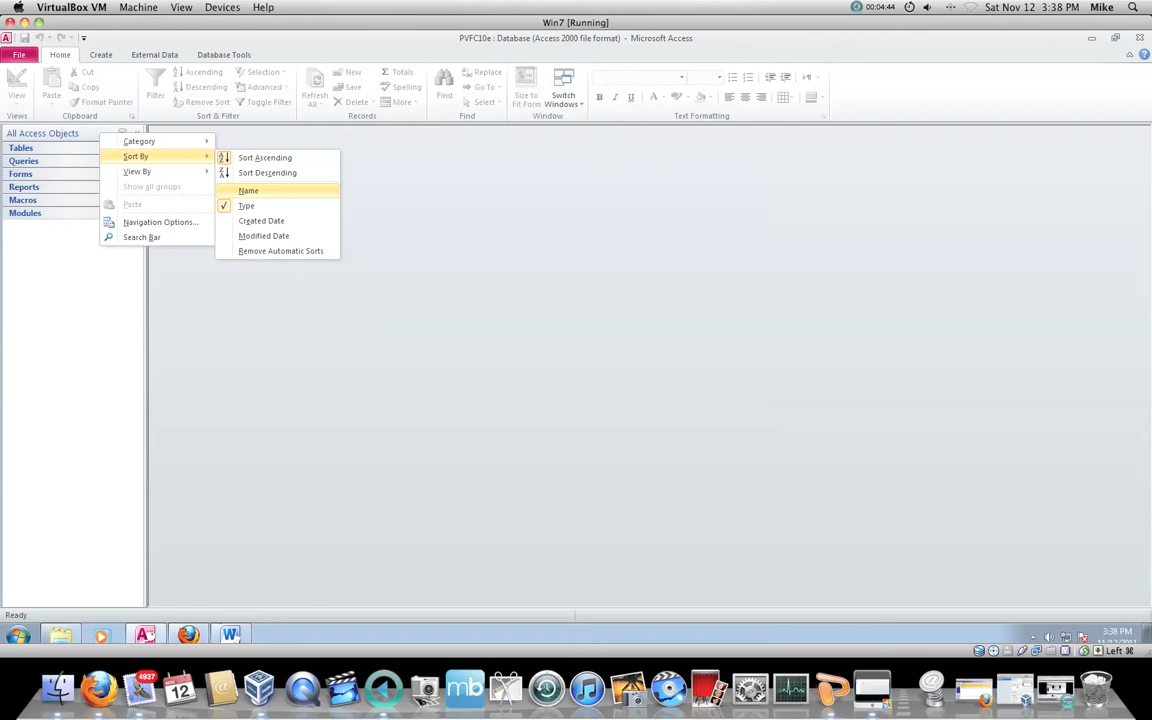 VirtualBox VM Machine View Devices Help 00:04:44 Sat Nov 12 3:38 PM Mike
Win7 [Running]
PVFC10e : Database (Access 2000 file format) - Microsoft Access
File Home Create External Data Database Tools
View
Views
Paste
Cut
Copy
Format Painter
Clipboard
Filter
Ascending
Descending
Remove Sort
Selection
Advanced
Toggle Filter
Sort & Filter
Refresh All
New
Save
Delete
Totals
Spelling
More
Records
Find
Replace
Go To
Select
Find
Size to Fit Form
Switch Windows
Window
Text Formatting
All Access Objects
Tables
Queries
Forms
Reports
Macros
Modules
Category
Sort By
View By
Show all groups
Paste
Navigation Options...
Search Bar
Sort Ascending
Sort Descending
Name
Type
Created Date
Modified Date
Remove Automatic Sorts
Ready
3:38 PM
Left ⌘
4937
12
mb